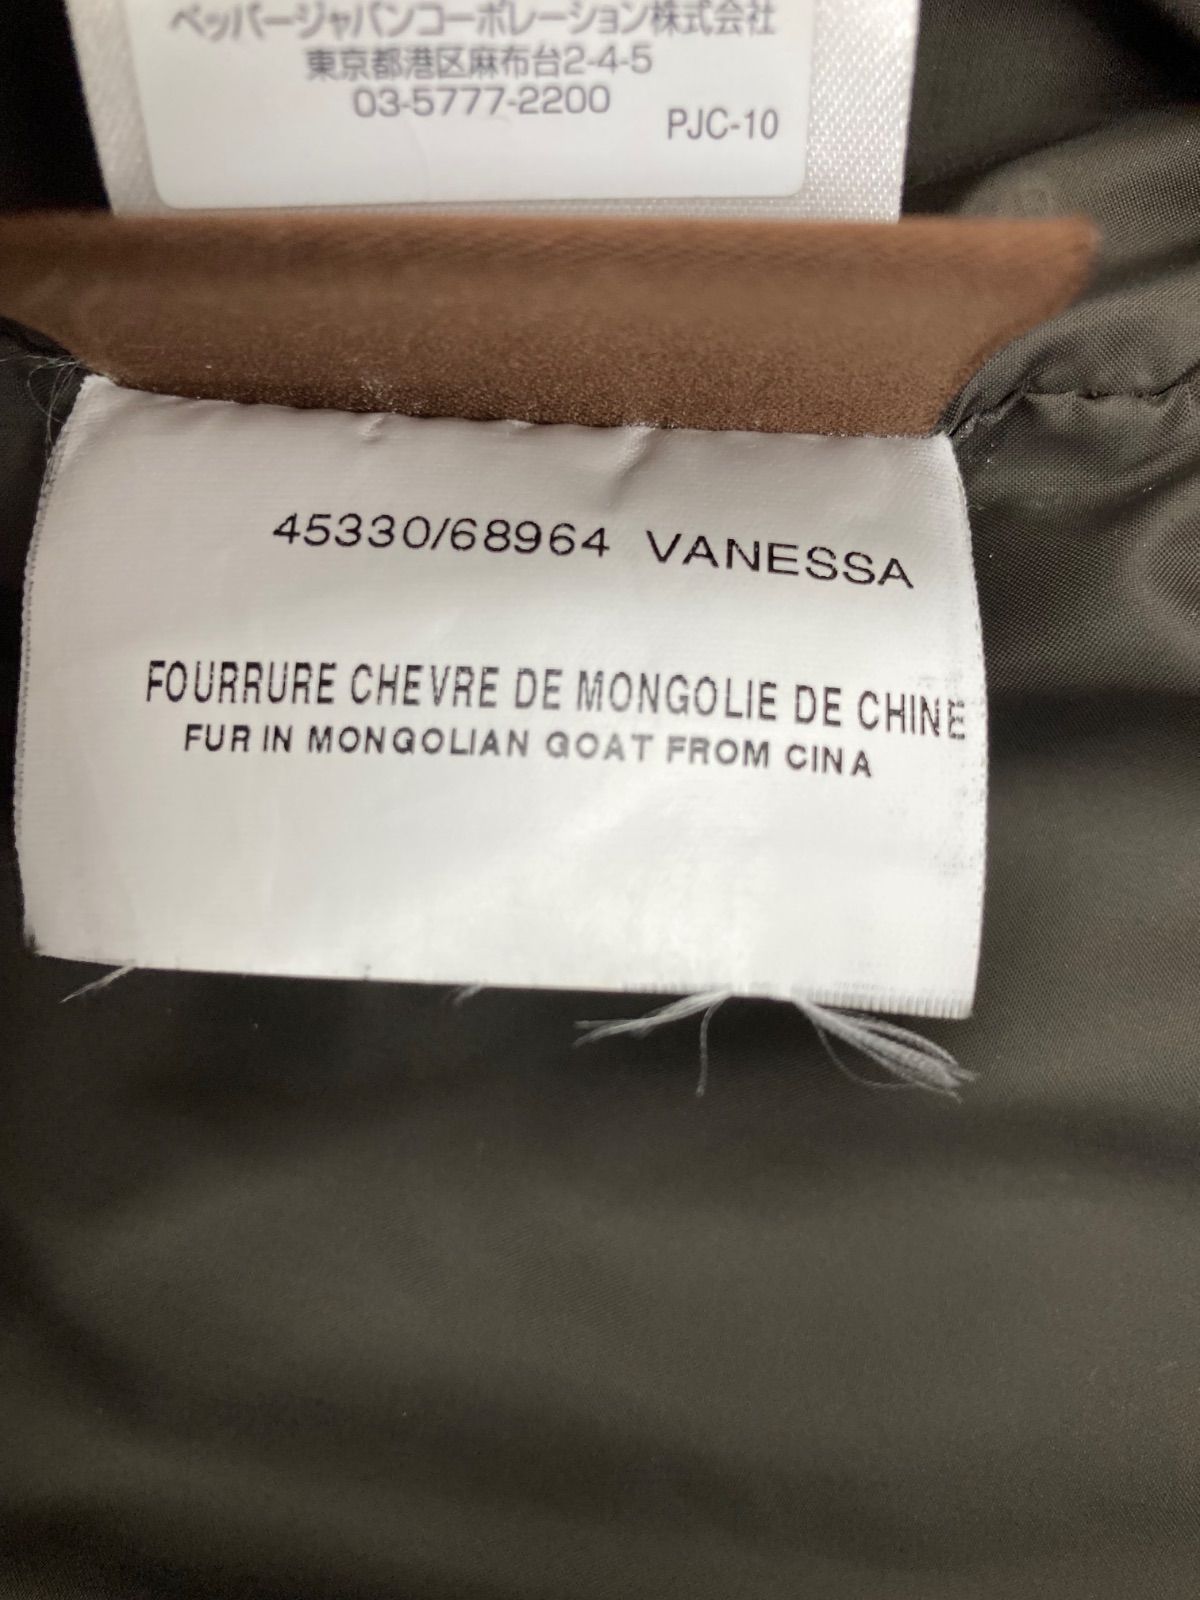 ペッパージャパンコーポレーション株式会社
東京都港区麻布台2-4-5
03-5777-2200
PJC-10
45330/68964 VANESSA
FOURRURE CHEVRE DE MONGOLIE DE CHINE
FUR IN MONGOLIAN GOAT FROM CINA